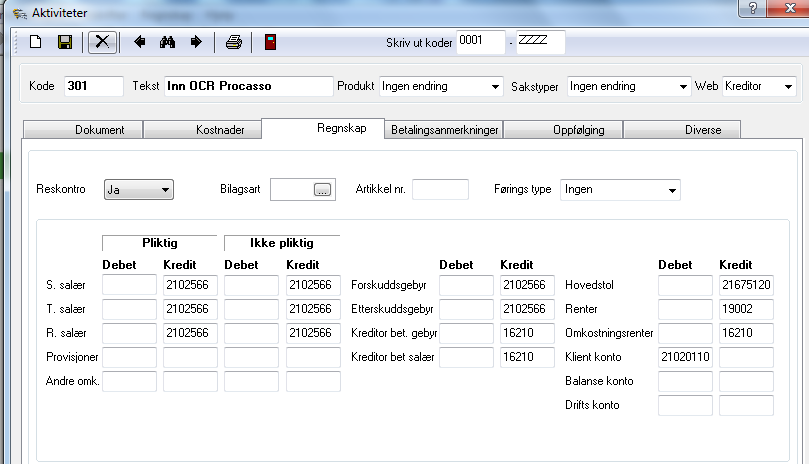 Aktiviteter
Skriv ut koder 0001 - ZZZZ
Kode 301 Tekst Inn OCR Procasso Produkt Ingen endring Sakstyper Ingen endring Web Kreditor
Dokument Kostnader Regnskap Betalingsanmerkninger Oppfølging Diverse
Reskontro Ja Bilagsart ... Artikkel nr. Førings type Ingen
Pliktig Ikke pliktig
Debet Kredit Debet Kredit Debet Kredit Debet Kredit
S. salær 2102566 2102566 Forskuddsgebyr 2102566 Hovedstol 21675120
T. salær 2102566 2102566 Etterskuddsgebyr 2102566 Renter 19002
R. salær 2102566 2102566 Kreditor bet. gebyr 16210 Omkostningsrenter 16210
Provisjoner Kreditor bet salær 16210 Klient konto 21020110
Andre omk. Balanse konto
Drifts konto